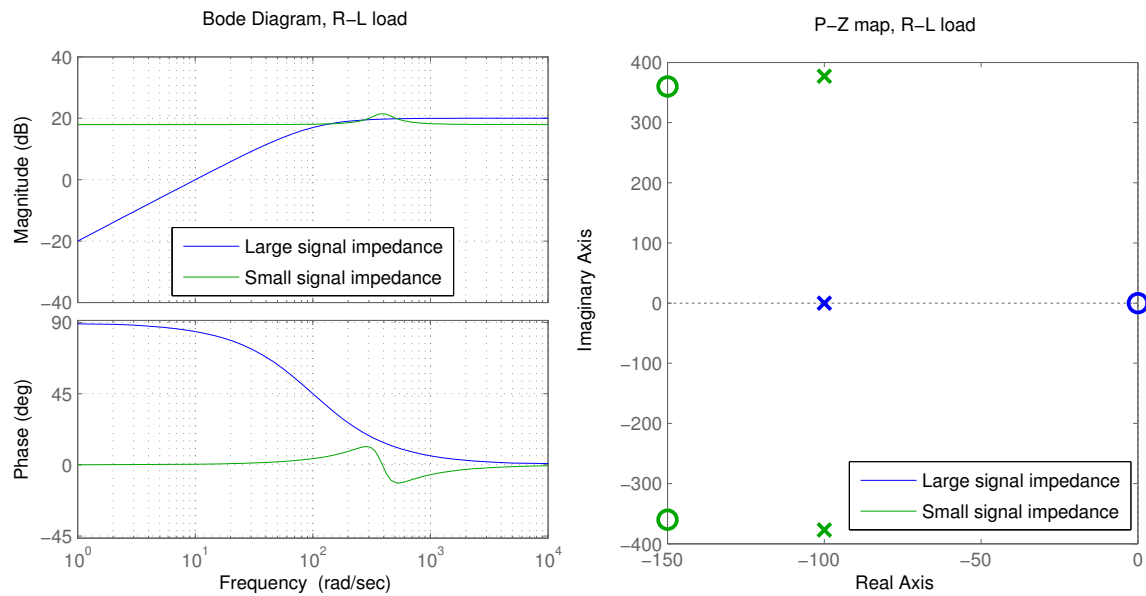 Bode Diagram, R−L load
Magnitude (dB)
40
20
0
−20
−40
Large signal impedance
Small signal impedance
Phase (deg)
90
45
0
−45
10^0
10^1
10^2
10^3
10^4
Frequency (rad/sec)
P−Z map, R−L load
Imaginary Axis
400
300
200
100
0
−100
−200
−300
−400
Large signal impedance
Small signal impedance
−150
−100
−50
0
Real Axis